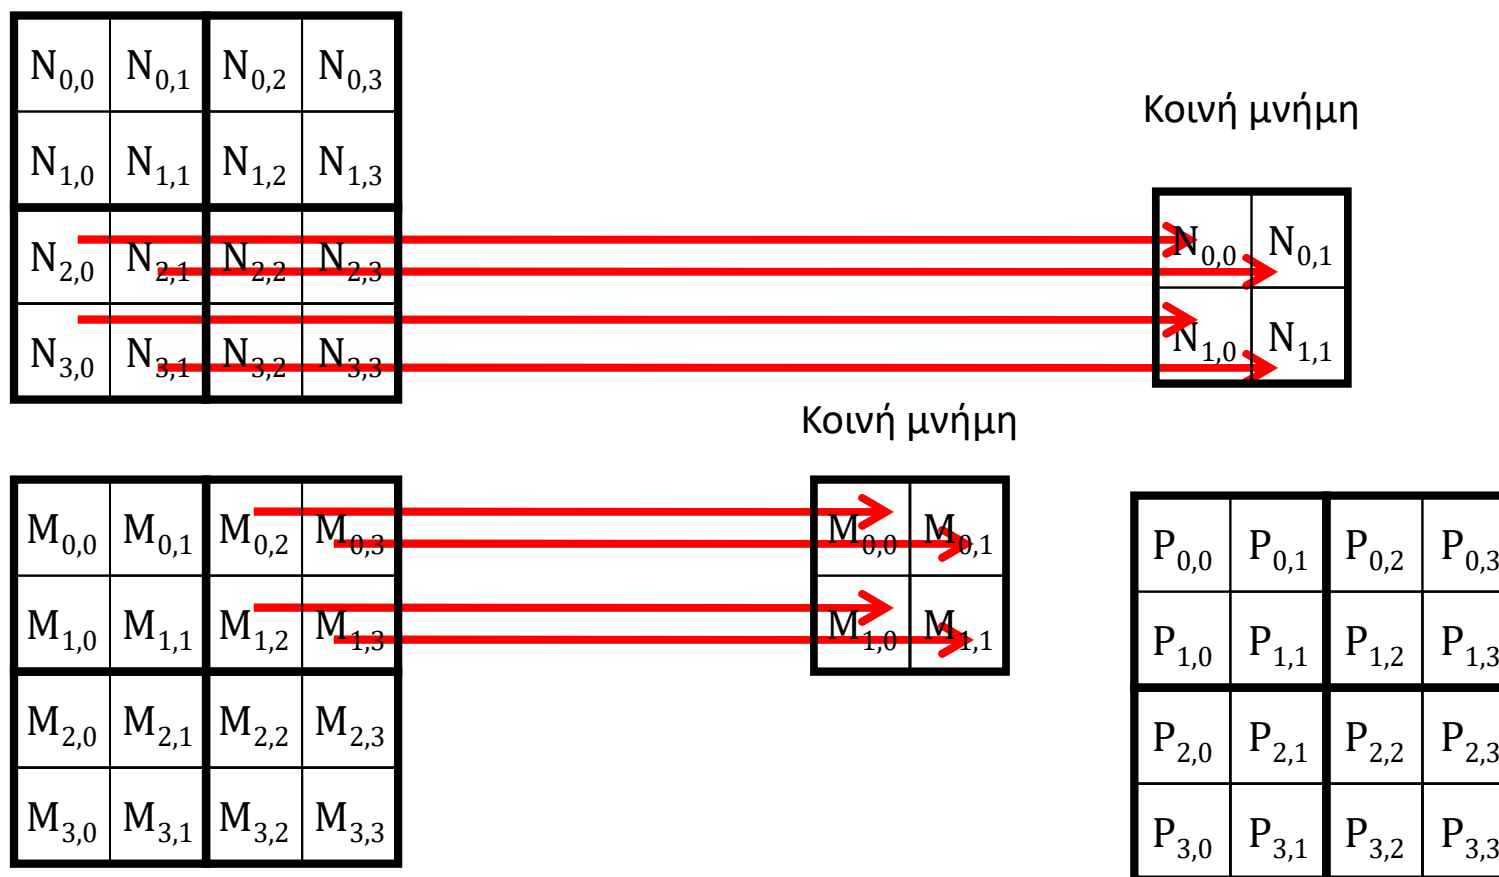 N0,0 N0,1 N0,2 N0,3
Κοινή μνήμη
N1,0 N1,1 N1,2 N1,3
N2,0 N2,1 N2,2 N2,3 N0,0 N0,1
N3,0 N3,1 N3,2 N3,3 N1,0 N1,1
Κοινή μνήμη
M0,0 M0,1 M0,2 M0,3 M0,0 M0,1 P0,0 P0,1 P0,2 P0,3
M1,0 M1,1 M1,2 M1,3 M1,0 M1,1 P1,0 P1,1 P1,2 P1,3
M2,0 M2,1 M2,2 M2,3 P2,0 P2,1 P2,2 P2,3
M3,0 M3,1 M3,2 M3,3 P3,0 P3,1 P3,2 P3,3